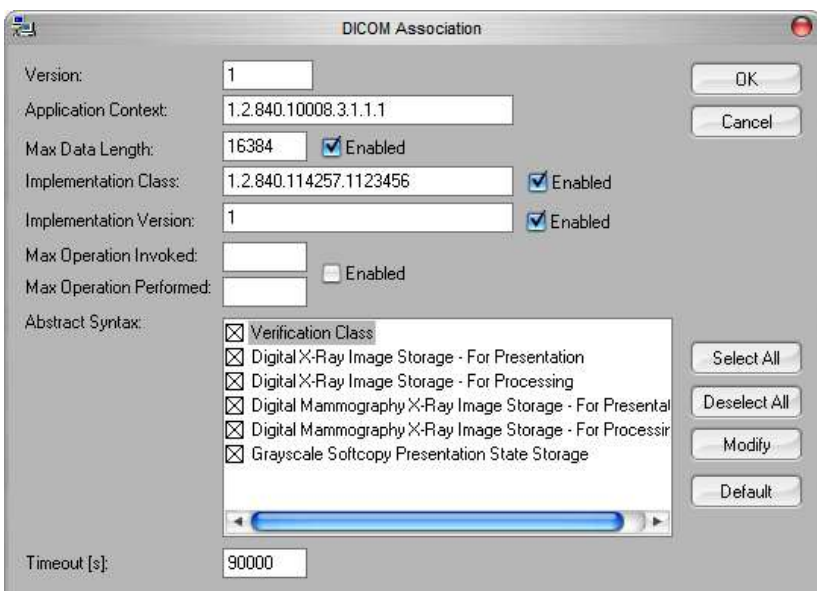 DICOM Association
Version: 1
OK
Application Context: 1.2.840.10008.3.1.1.1
Cancel
Max Data Length: 16384 Enabled
Implementation Class: 1.2.840.114257.1123456 Enabled
Implementation Version: 1 Enabled
Max Operation Invoked:
Enabled
Max Operation Performed:
Abstract Syntax:
Verification Class
Digital X-Ray Image Storage - For Presentation
Digital X-Ray Image Storage - For Processing
Digital Mammography X-Ray Image Storage - For Presentat
Digital Mammography X-Ray Image Storage - For Processir
Grayscale Softcopy Presentation State Storage
Select All
Deselect All
Modify
Default
Timeout [s]: 90000